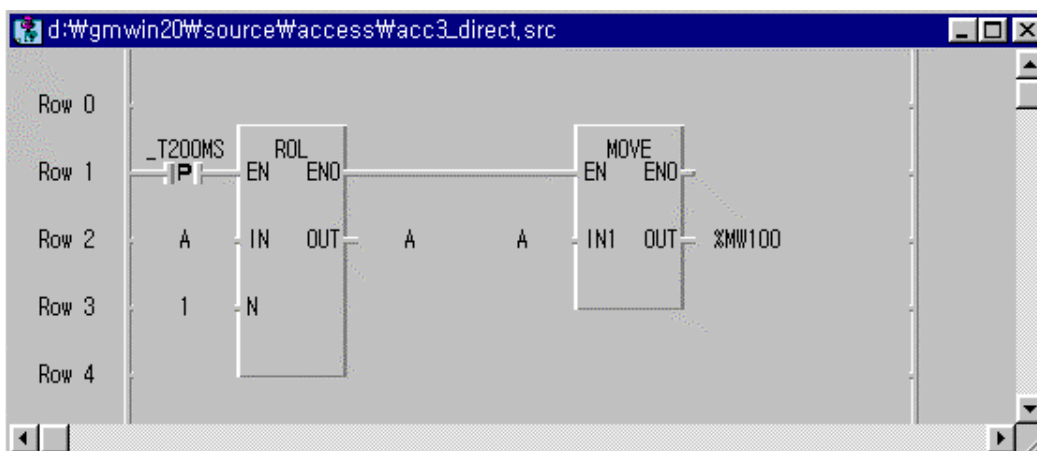 d:₩gmwin20₩source₩access₩acc3_direct,src
Row 0
_T200MS ROL MOVE
Row 1 P EN ENO EN ENO
Row 2 A IN OUT A A IN1 OUT %MW100
Row 3 1 N
Row 4